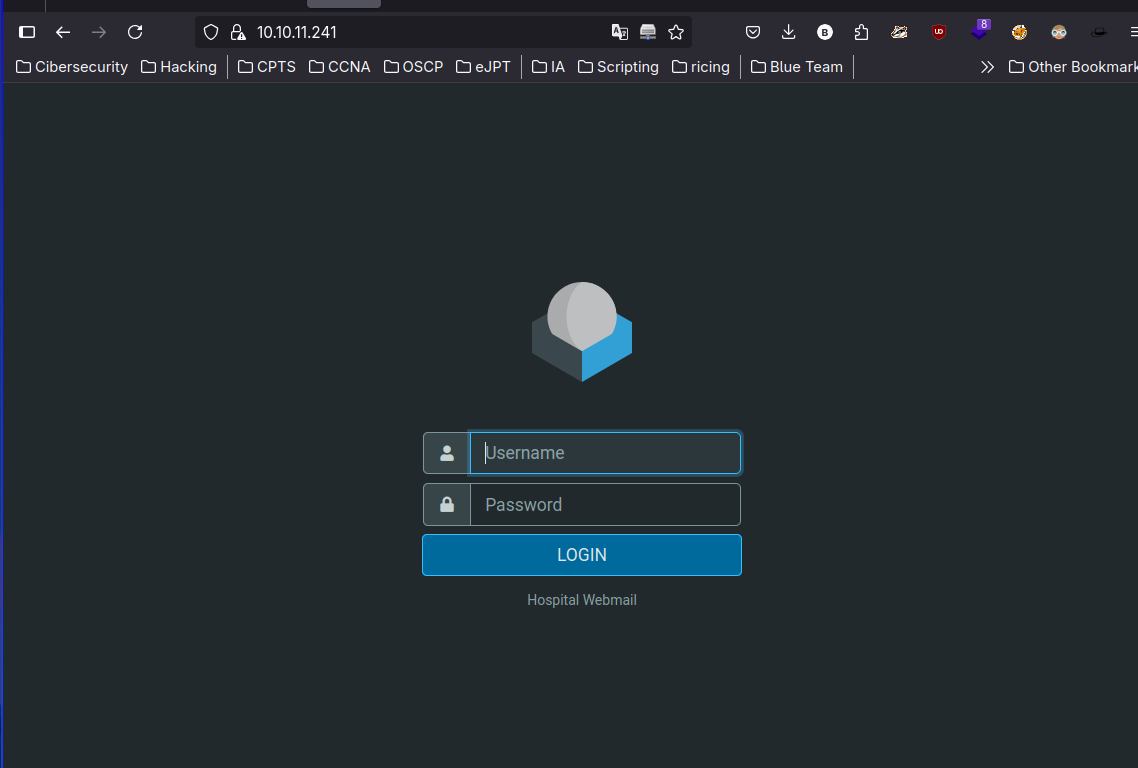 10.10.11.241
B
UD
8
Cibersecurity Hacking CPTS CCNA OSCP eJPT IA Scripting ricing Blue Team Other Bookmark
Username
Password
LOGIN
Hospital Webmail